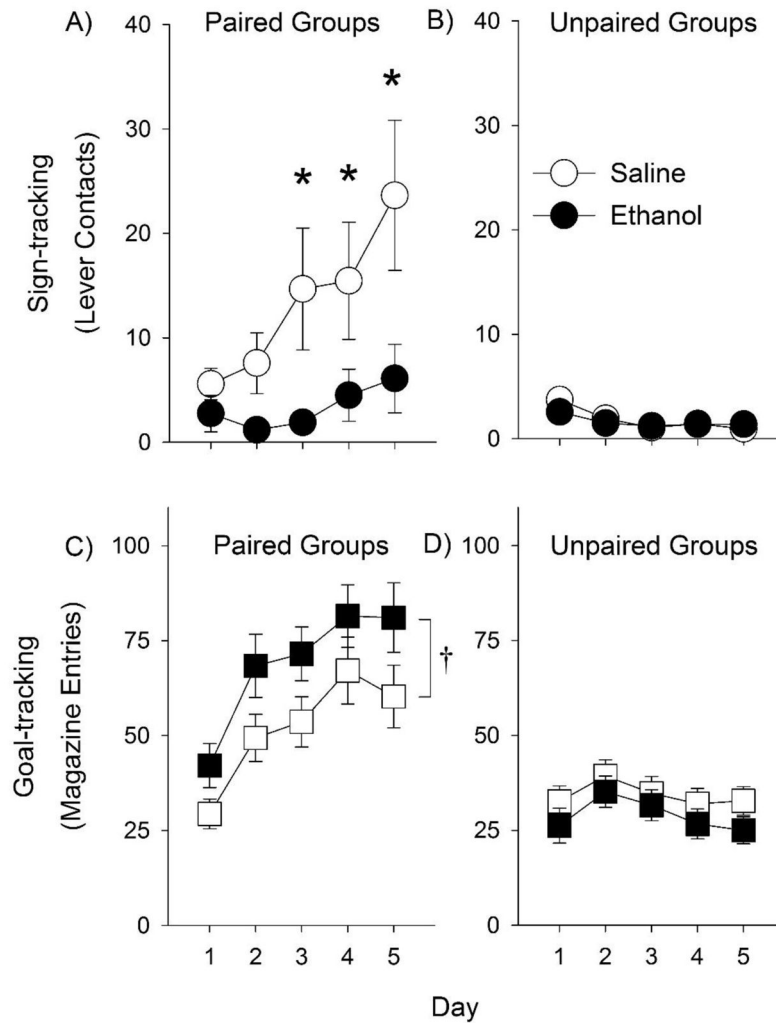 A) Paired Groups
B) Unpaired Groups
40
30
20
10
0
*
*
*
Sign-tracking
(Lever Contacts)
40
30
20
10
0
Saline
Ethanol
C) Paired Groups
D) Unpaired Groups
100
75
50
25
0
†
Goal-tracking
(Magazine Entries)
100
75
50
25
0
1 2 3 4 5
1 2 3 4 5
Day